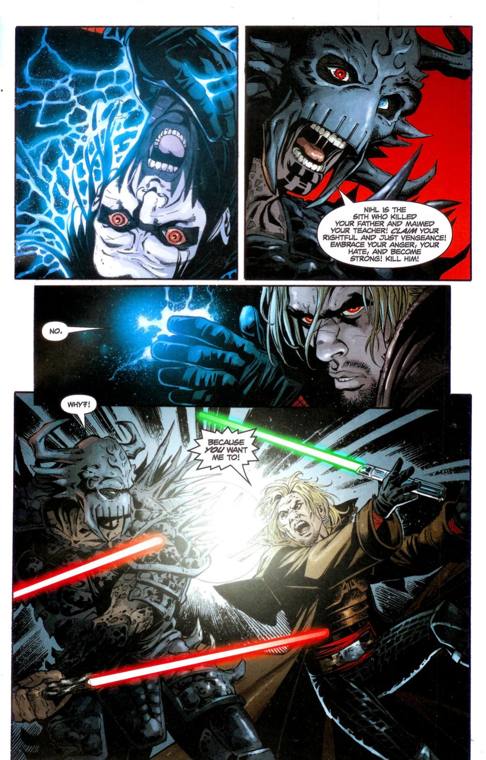 NIHL IS THE
SITH WHO KILLED
YOUR FATHER AND MAIMED
YOUR TEACHER! CLAIM YOUR
RIGHTFUL AND JUST VENGEANCE!
EMBRACE YOUR ANGER, YOUR
HATE, AND BECOME
STRONG! KILL HIM!
NO.
WHY?!
BECAUSE
YOU WANT
ME TO!